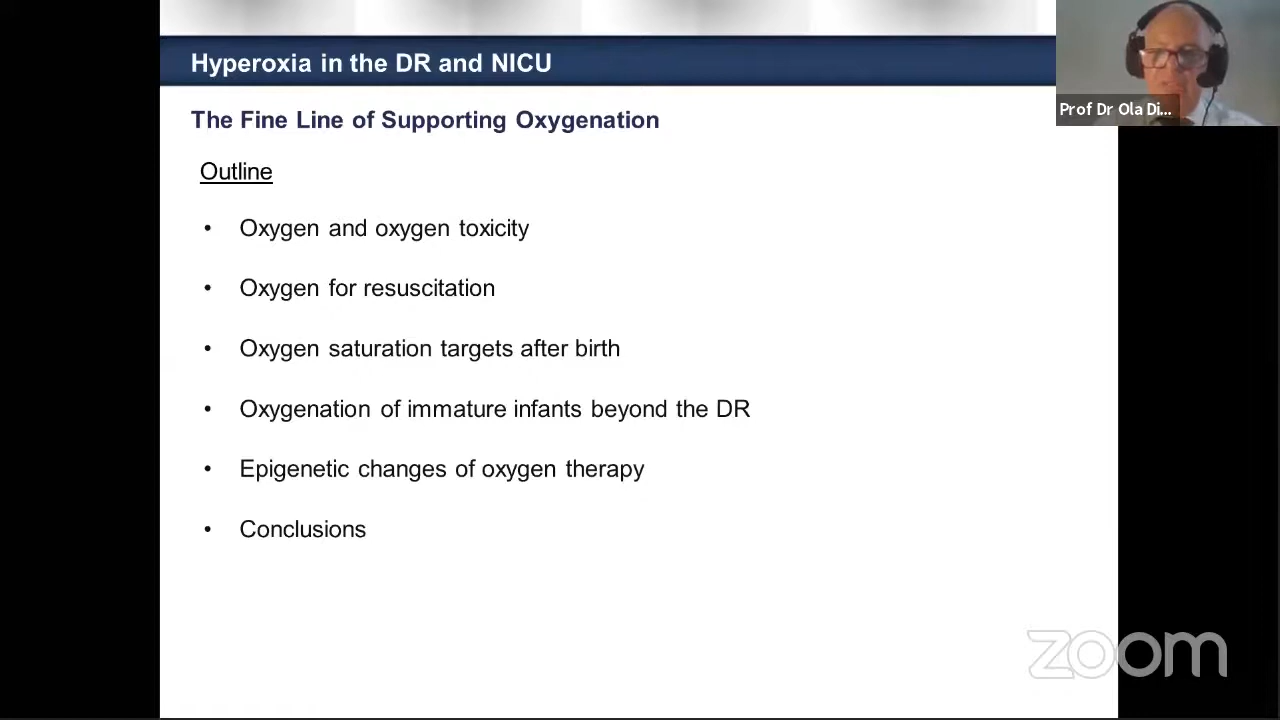 Hyperoxia in the DR and NICU
Prof Dr Ola Di...
The Fine Line of Supporting Oxygenation
Outline
• Oxygen and oxygen toxicity
• Oxygen for resuscitation
• Oxygen saturation targets after birth
• Oxygenation of immature infants beyond the DR
• Epigenetic changes of oxygen therapy
• Conclusions
zoom